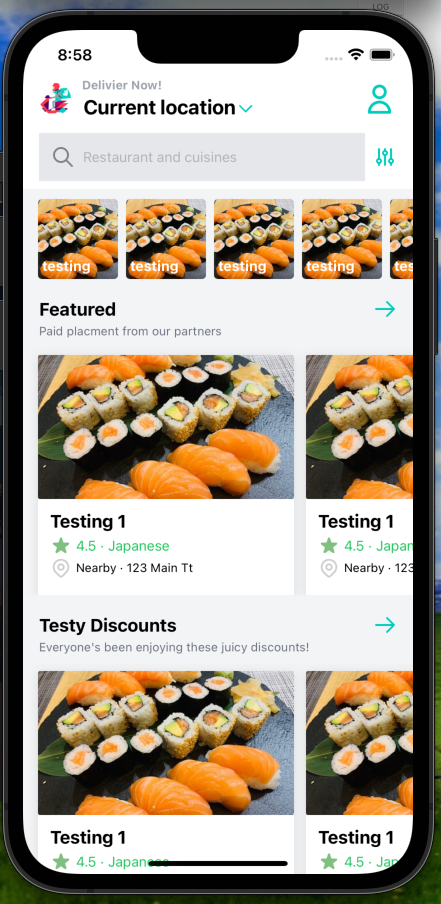 LOG
8:58
Delivier Now!
Current location
Restaurant and cuisines
testing testing testing testing tes
Featured
Paid placment from our partners
Testing 1 Testing 1
4.5 · Japanese 4.5 · Japan
Nearby · 123 Main Tt Nearby · 123
Testy Discounts
Everyone's been enjoying these juicy discounts!
Testing 1 Testing 1
4.5 · Japanese 4.5 · Jap